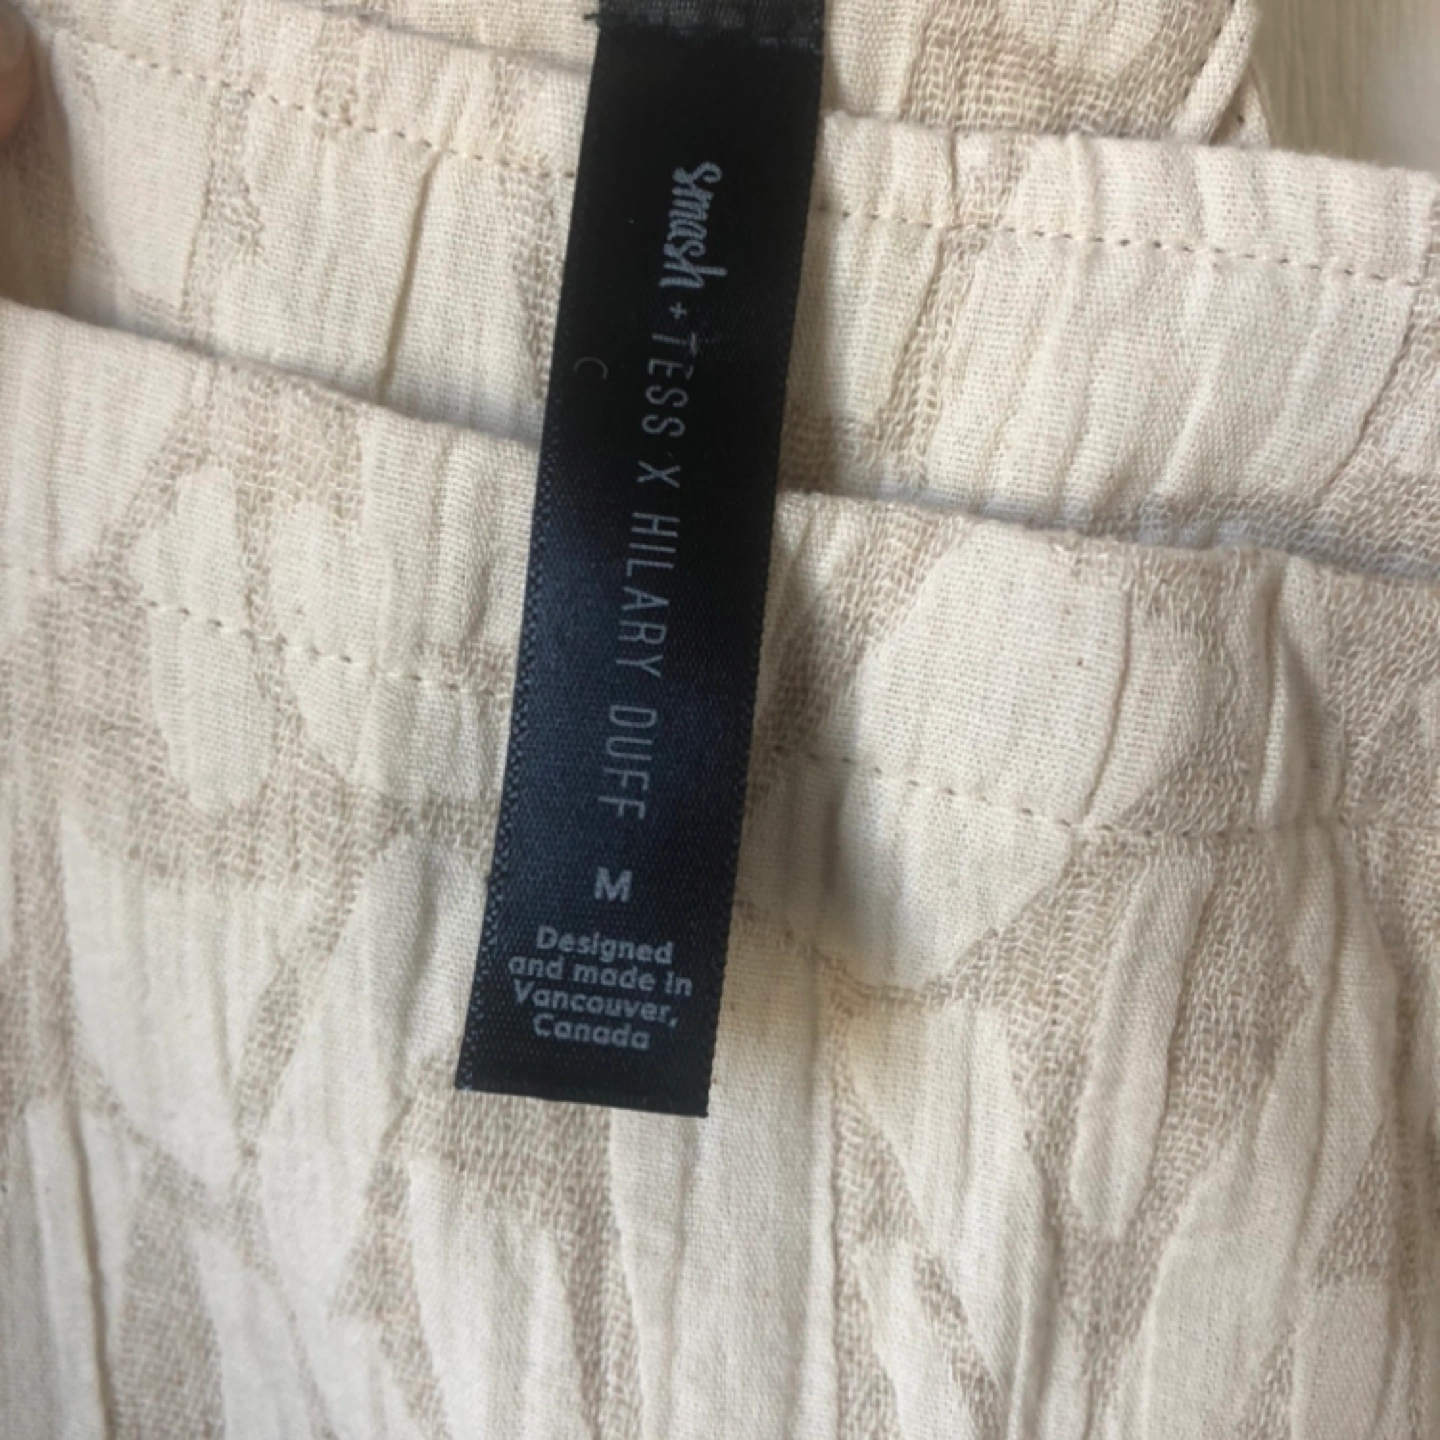 smash + TESS X HILARY DUFF
M
Designed
and made in
Vancouver,
Canada